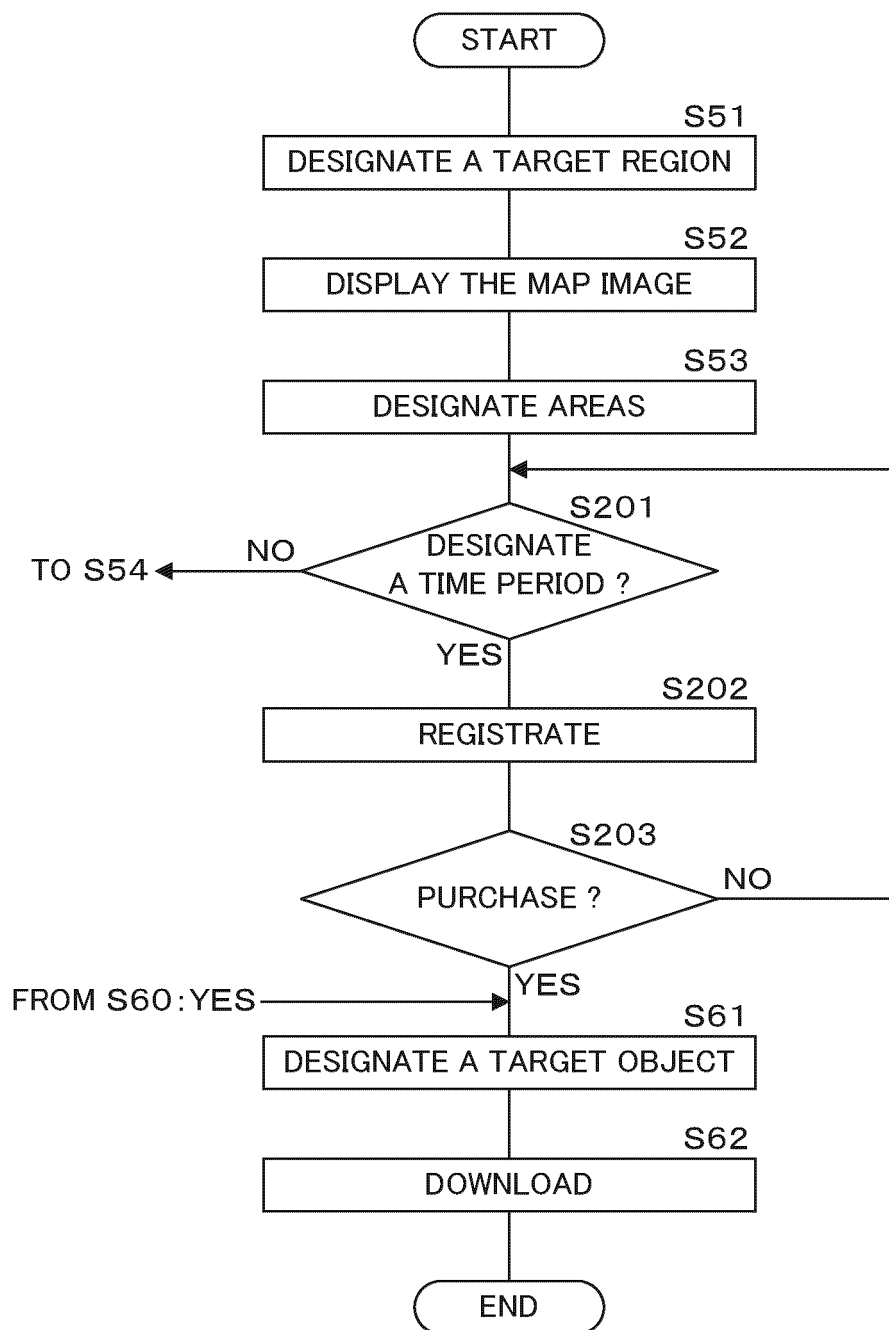 START
S51
DESIGNATE A TARGET REGION
S52
DISPLAY THE MAP IMAGE
S53
DESIGNATE AREAS
S201
DESIGNATE
A TIME PERIOD ?
NO
TO S54
YES
S202
REGISTRATE
S203
PURCHASE ?
NO
YES
FROM S60:YES
S61
DESIGNATE A TARGET OBJECT
S62
DOWNLOAD
END